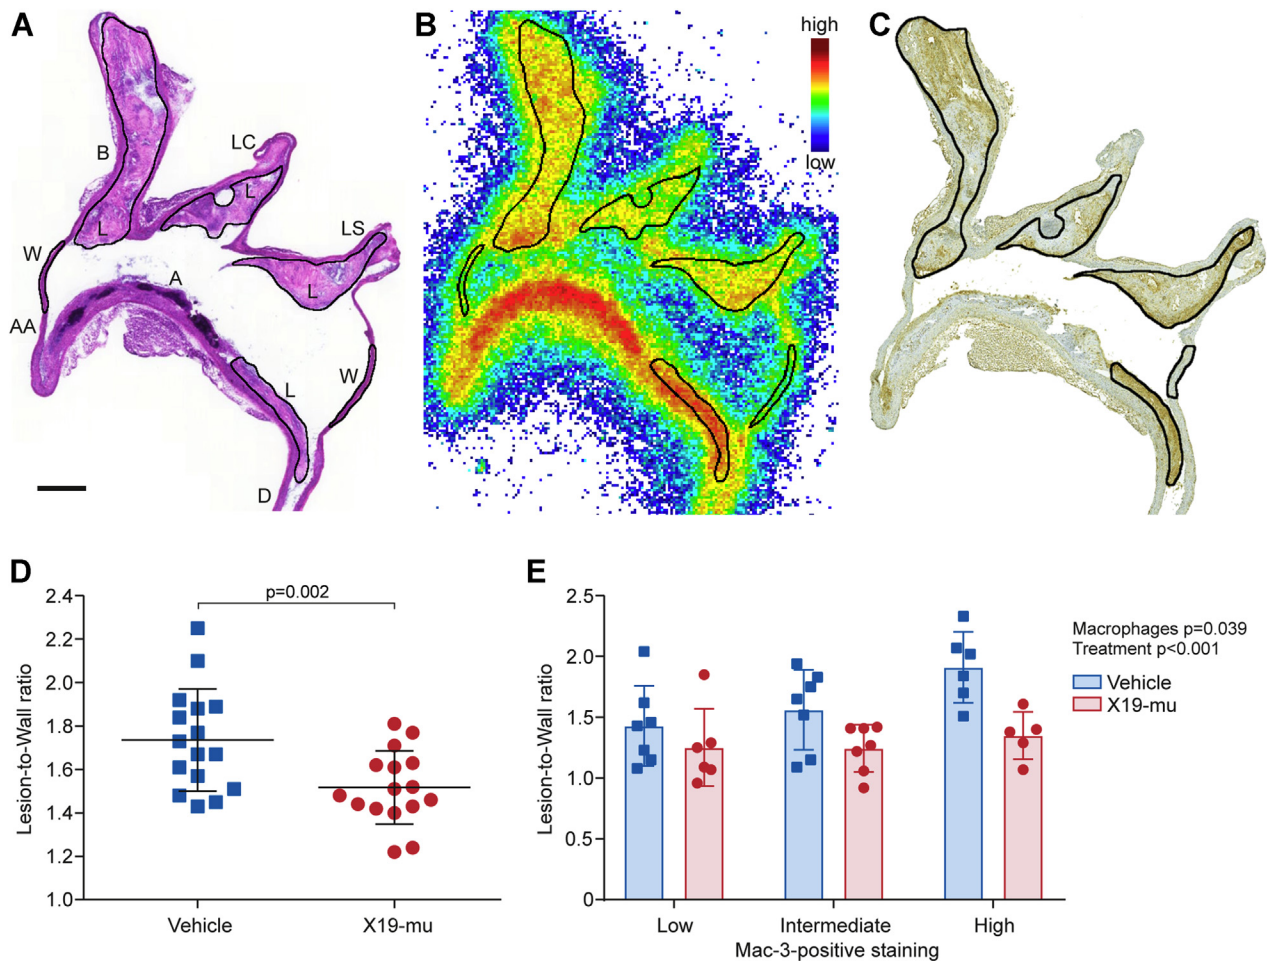 A
B
LC
L
L
LS
W
A
L
AA
L
W
D
B
high
low
C
D
p=0.002
2.4
2.2
2.0
1.8
1.6
1.4
1.2
1.0
Lesion-to-Wall ratio
Vehicle
X19-mu
E
2.5
2.0
1.5
1.0
0.5
0
Lesion-to-Wall ratio
Low
Intermediate
High
Mac-3-positive staining
Macrophages p=0.039
Treatment p<0.001
Vehicle
X19-mu